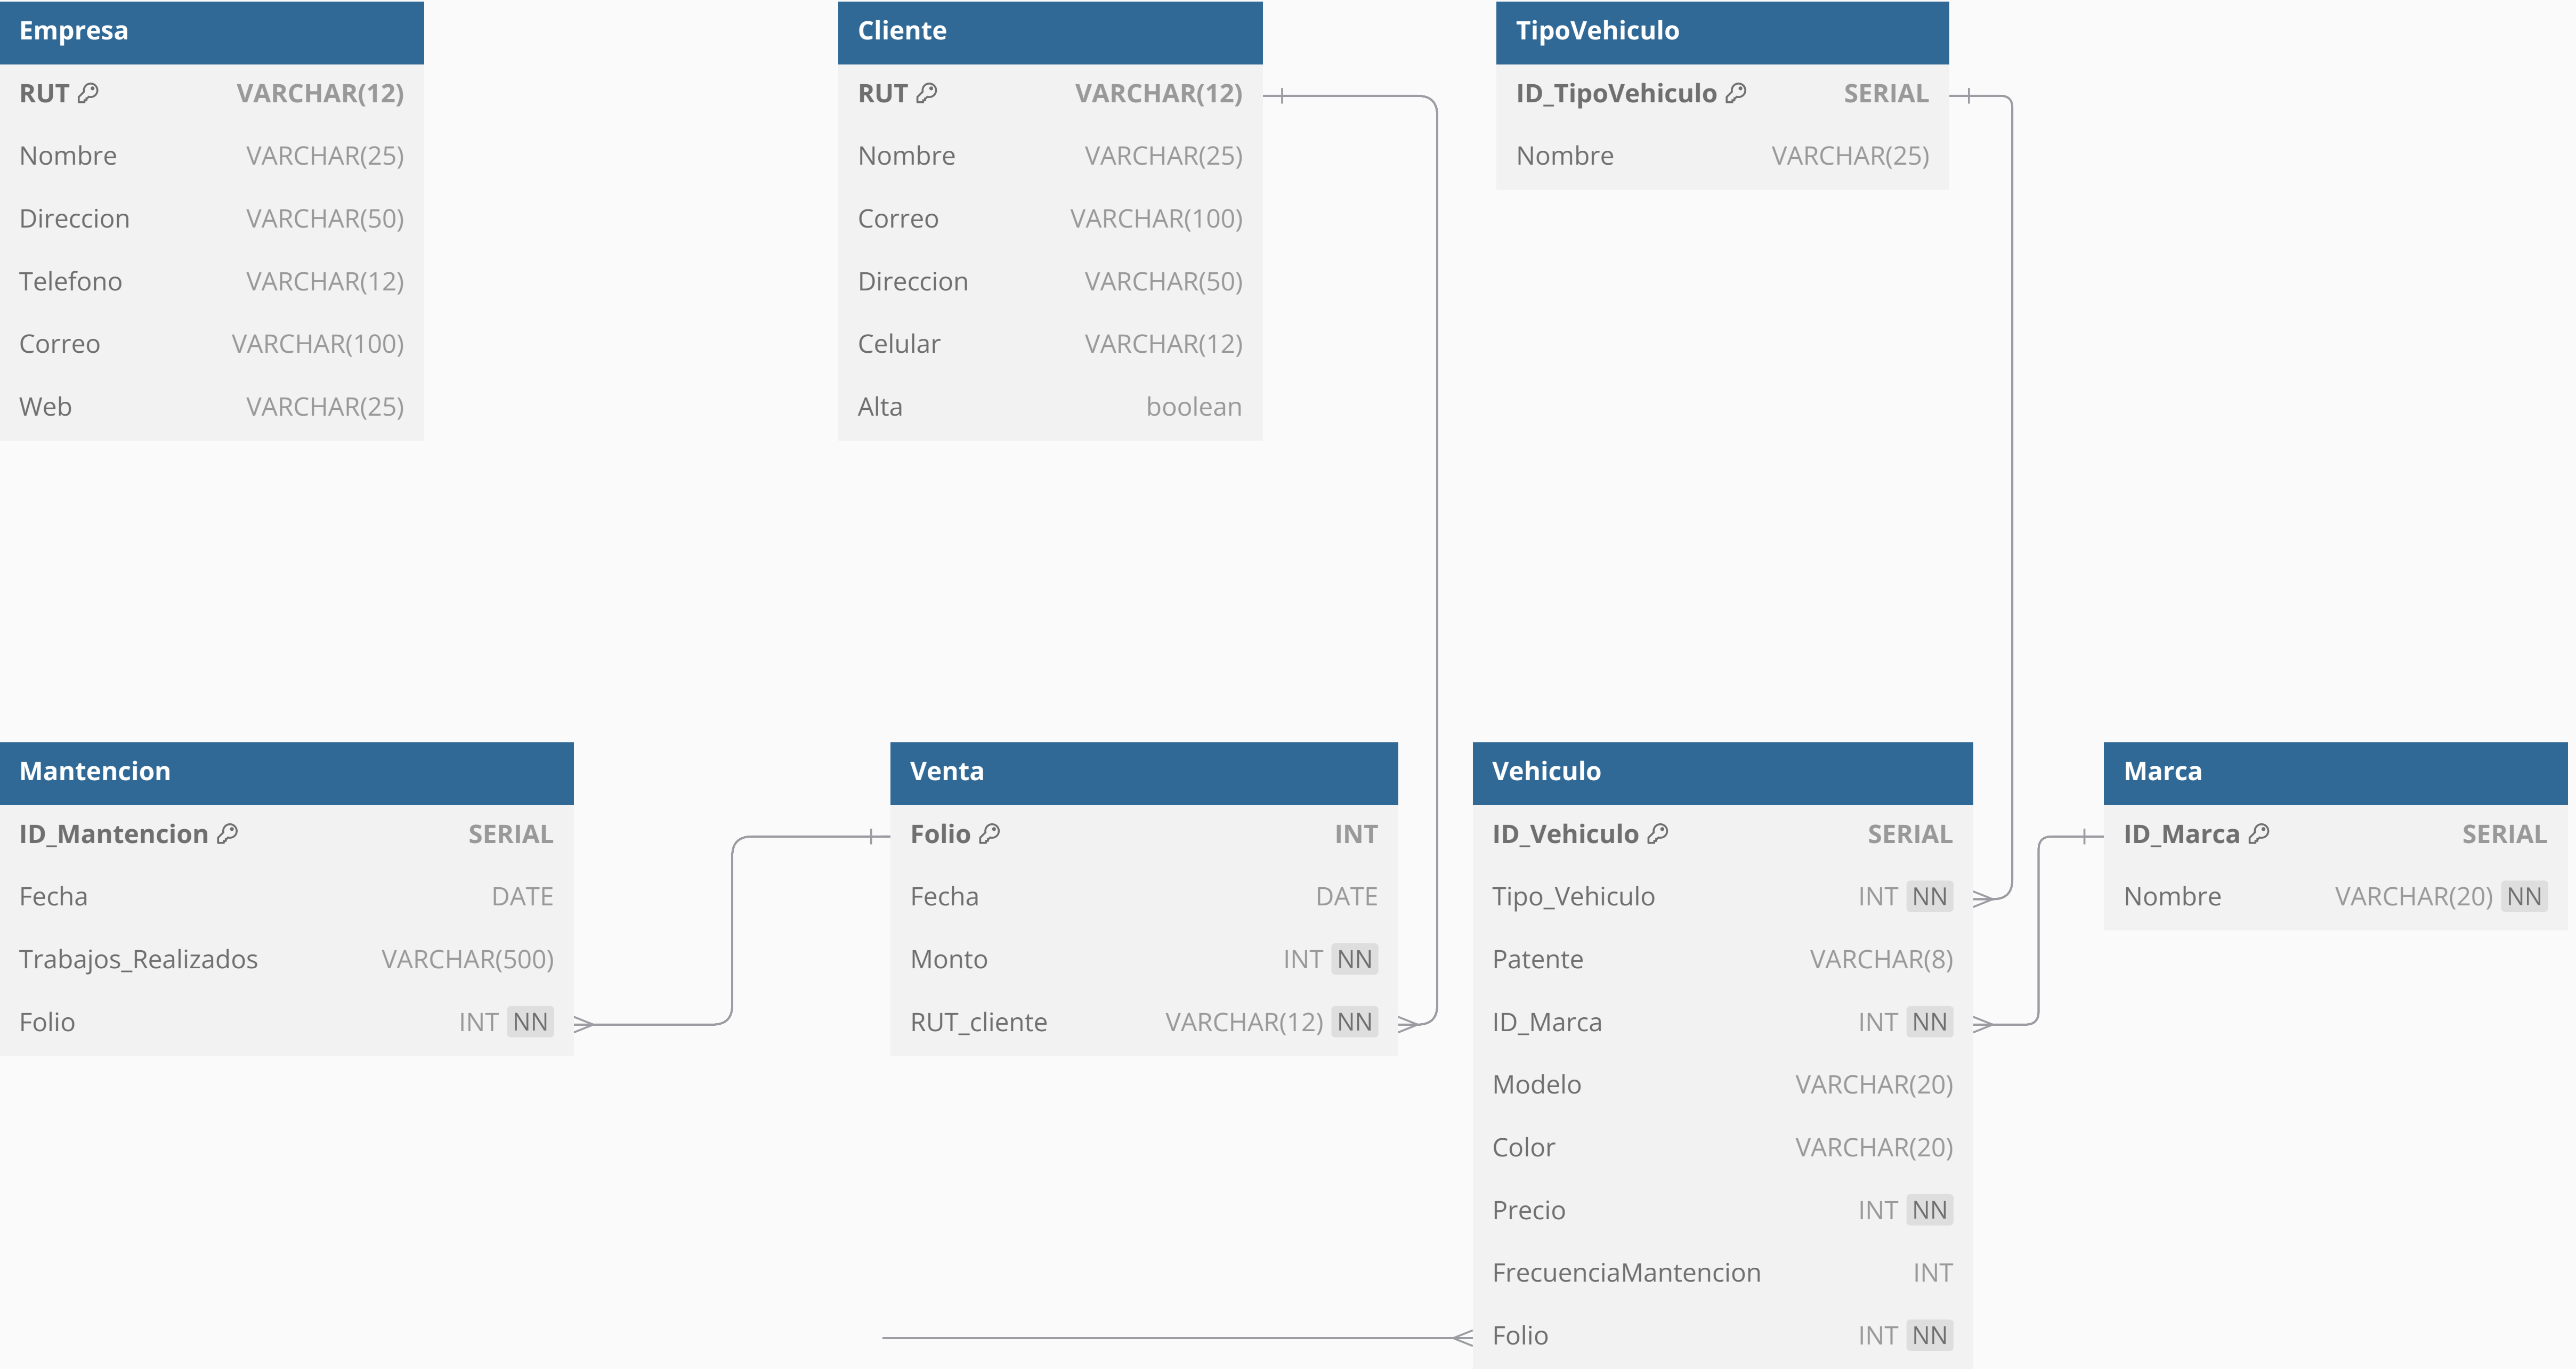 Empresa
RUT VARCHAR(12)
Nombre VARCHAR(25)
Direccion VARCHAR(50)
Telefono VARCHAR(12)
Correo VARCHAR(100)
Web VARCHAR(25)
Cliente
RUT VARCHAR(12)
Nombre VARCHAR(25)
Correo VARCHAR(100)
Direccion VARCHAR(50)
Celular VARCHAR(12)
Alta boolean
TipoVehiculo
ID_TipoVehiculo SERIAL
Nombre VARCHAR(25)
Mantencion
ID_Mantencion SERIAL
Fecha DATE
Trabajos_Realizados VARCHAR(500)
Folio INT NN
Venta
Folio INT
Fecha DATE
Monto INT NN
RUT_cliente VARCHAR(12) NN
Vehiculo
ID_Vehiculo SERIAL
Tipo_Vehiculo INT NN
Patente VARCHAR(8)
ID_Marca INT NN
Modelo VARCHAR(20)
Color VARCHAR(20)
Precio INT NN
FrecuenciaMantencion INT
Folio INT NN
Marca
ID_Marca SERIAL
Nombre VARCHAR(20) NN